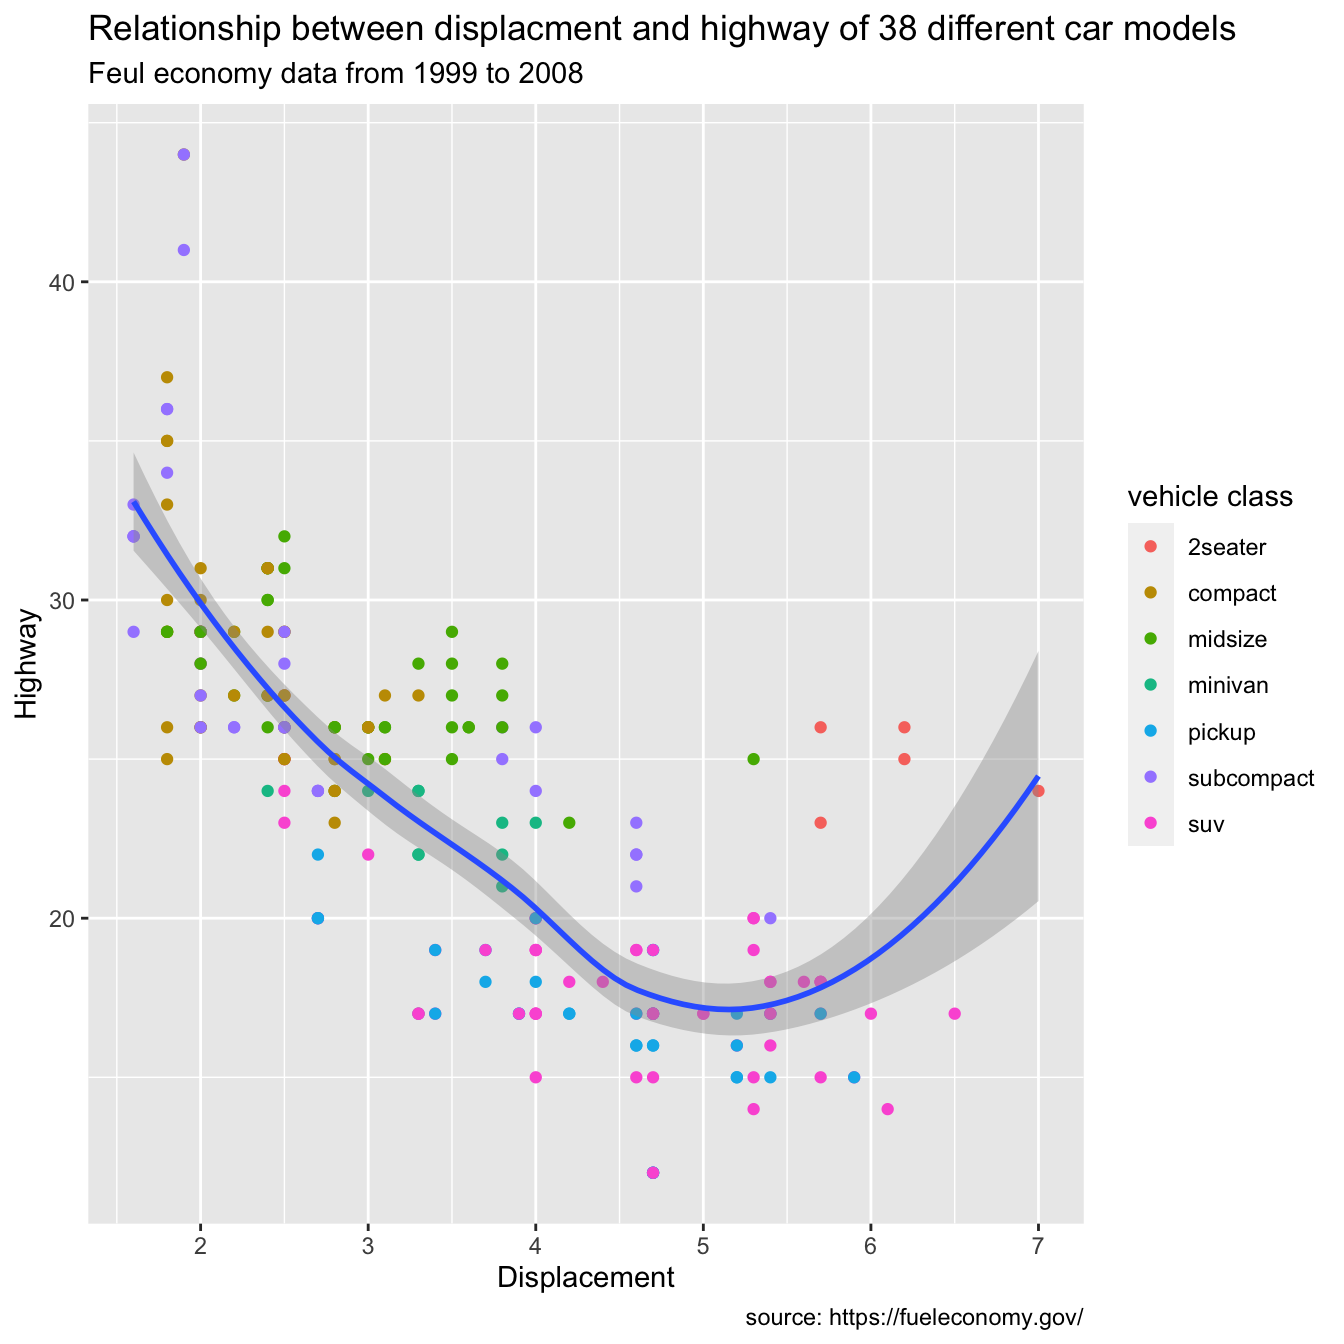 Relationship between displacment and highway of 38 different car models
Feul economy data from 1999 to 2008
Highway
40
30
20
2 3 4 5 6 7
Displacement
vehicle class
2seater
compact
midsize
minivan
pickup
subcompact
suv
source: https://fueleconomy.gov/